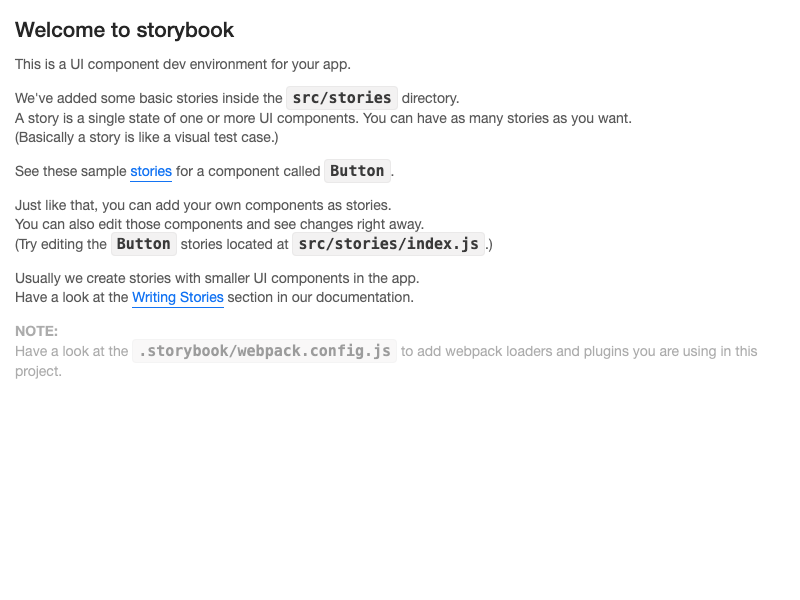 Welcome to storybook
This is a UI component dev environment for your app.
We've added some basic stories inside the src/stories directory.
A story is a single state of one or more UI components. You can have as many stories as you want.
(Basically a story is like a visual test case.)
See these sample stories for a component called Button.
Just like that, you can add your own components as stories.
You can also edit those components and see changes right away.
(Try editing the Button stories located at src/stories/index.js.)
Usually we create stories with smaller UI components in the app.
Have a look at the Writing Stories section in our documentation.
NOTE:
Have a look at the .storybook/webpack.config.js to add webpack loaders and plugins you are using in this
project.